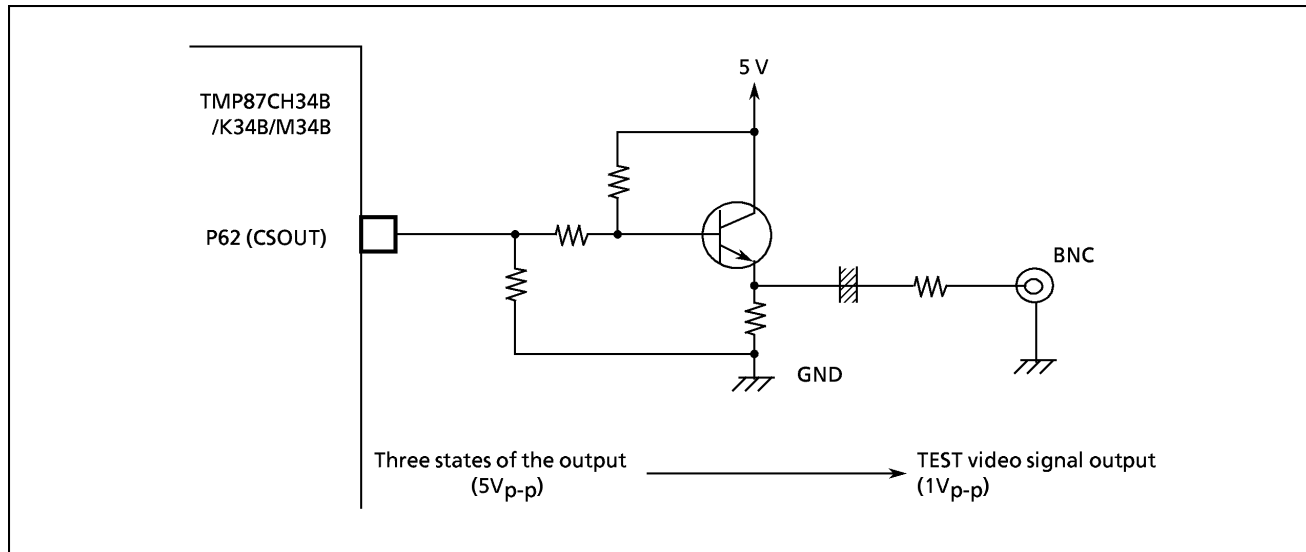 5 V
TMP87CH34B
/K34B/M34B
P62 (CSOUT)
BNC
GND
Three states of the output
(5Vp-p)
TEST video signal output
(1Vp-p)